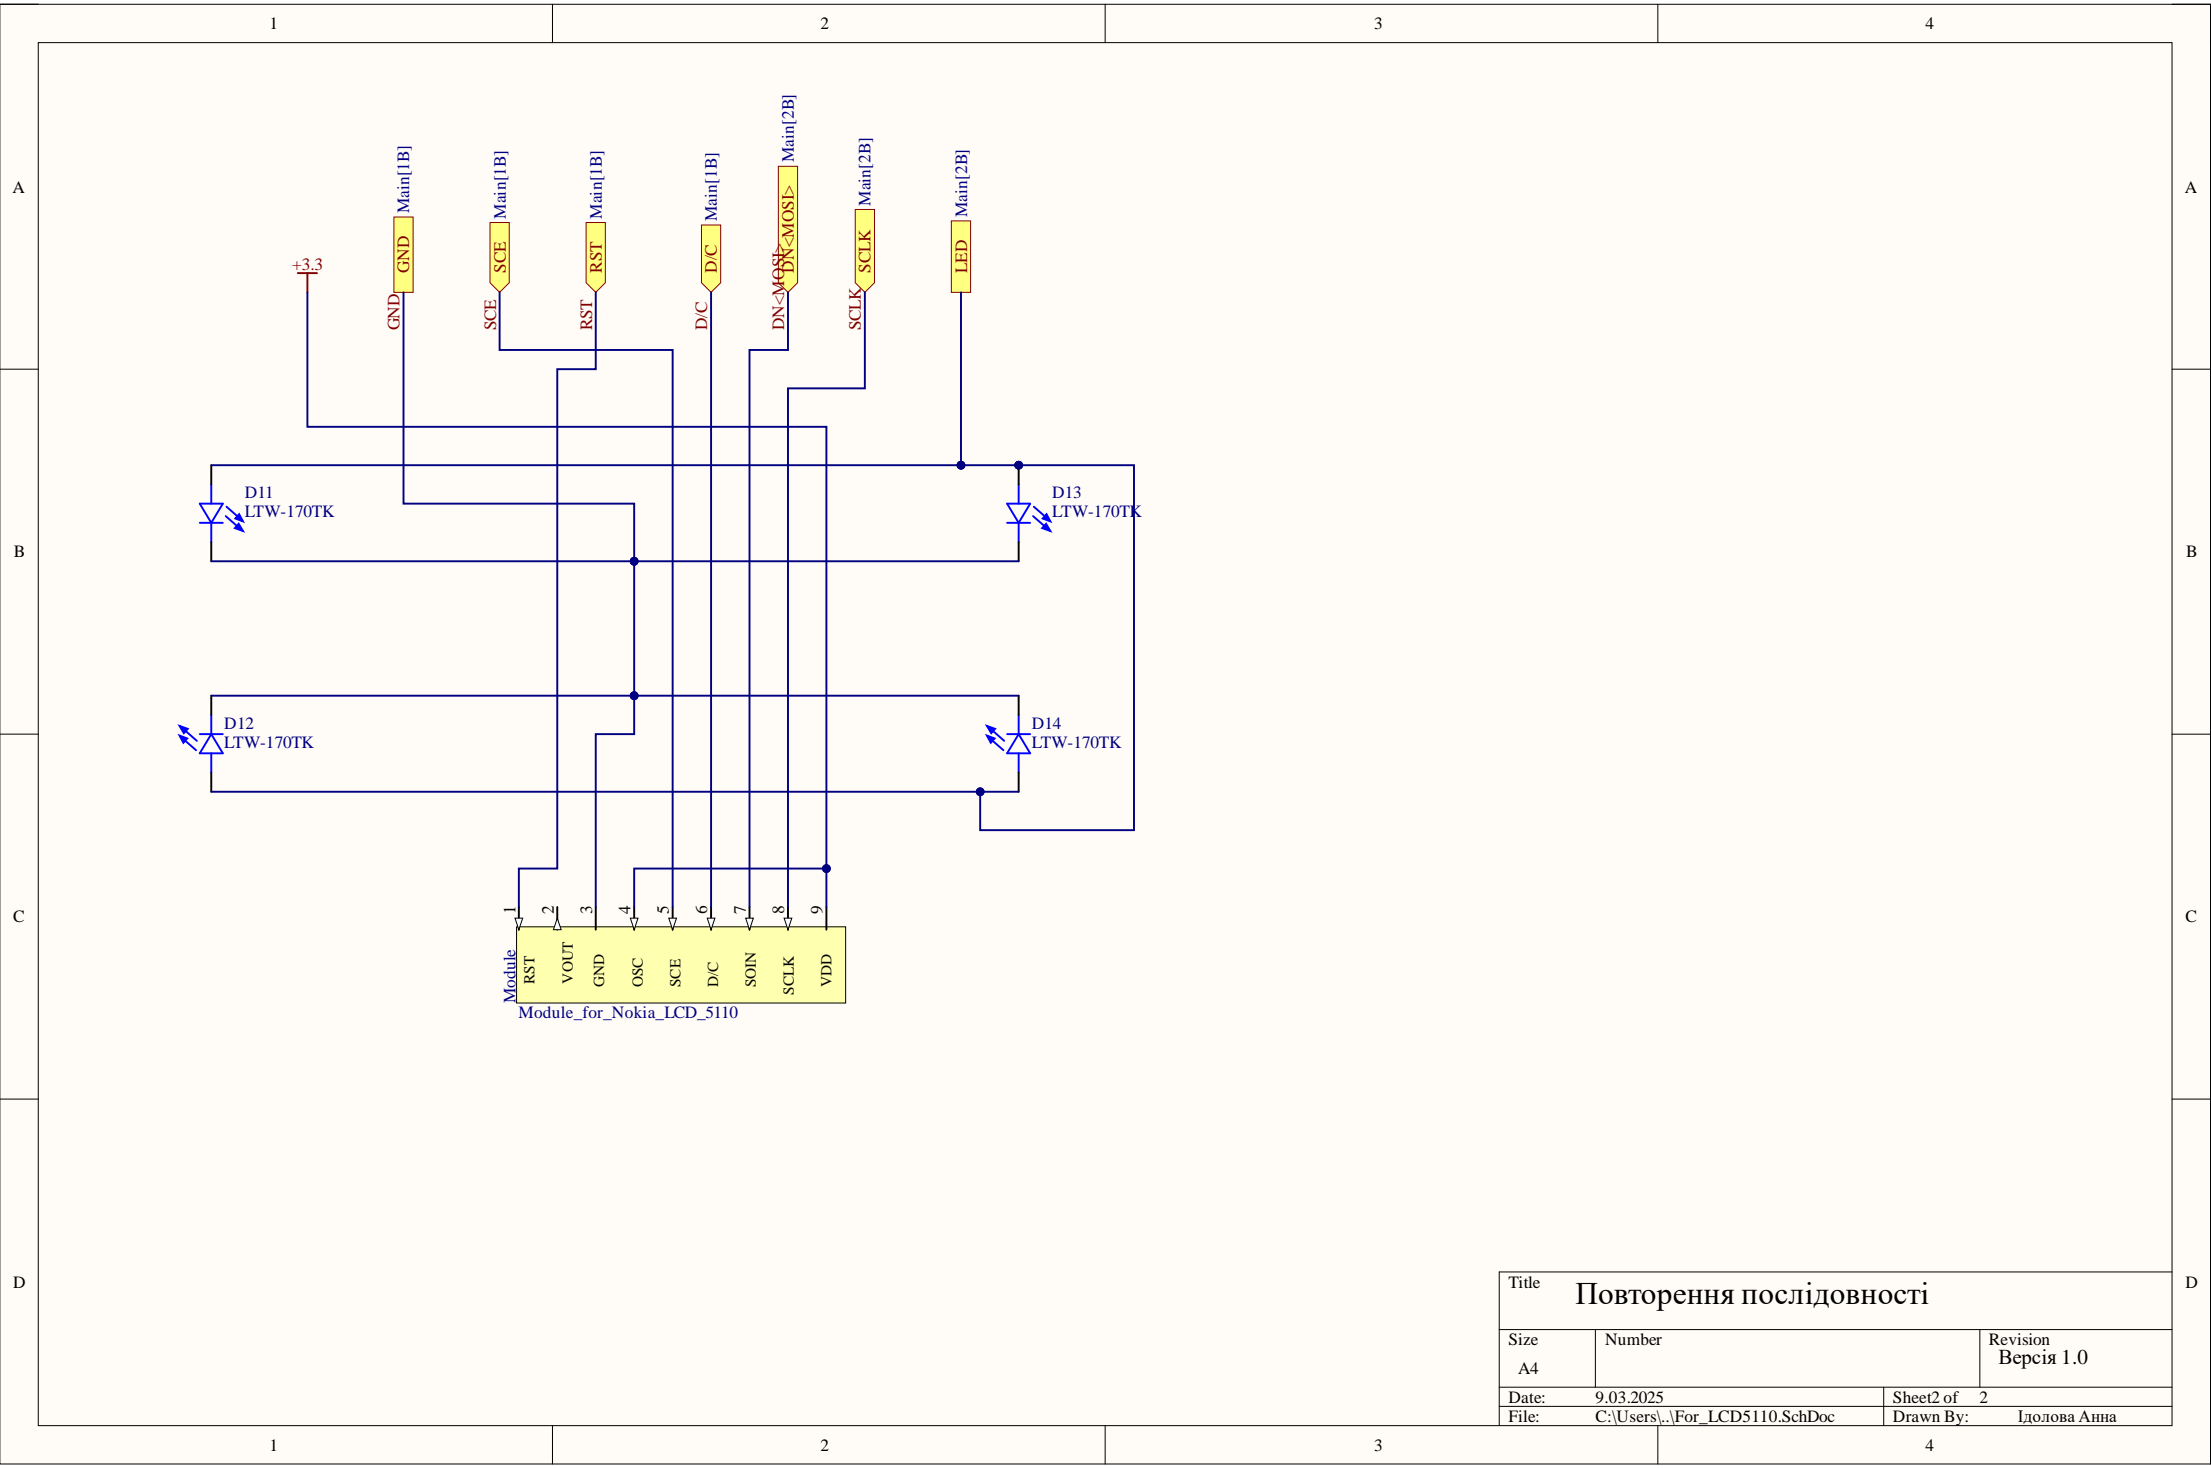 1 2 3 4
A A
B B
C C
D D
Main[1B] Main[1B] Main[1B] Main[1B] Main[2B] Main[2B] Main[2B]
GND SCE RST D/C DN<MOSI> SCLK LED
+3.3
GND SCE RST D/C DN<MOSI> SCLK
D11
LTW-170TK
D13
LTW-170TK
D12
LTW-170TK
D14
LTW-170TK
1 2 3 4 5 6 7 8 9
Module
RST VOUT GND OSC SCE D/C SOIN SCLK VDD
Module_for_Nokia_LCD_5110
Title Повторення послідовності
Size Number Revision
A4 Версія 1.0
Date: 9.03.2025 Sheet2 of 2
File: C:\Users\..\For_LCD5110.SchDoc Drawn By: Ідолова Анна
1 2 3 4